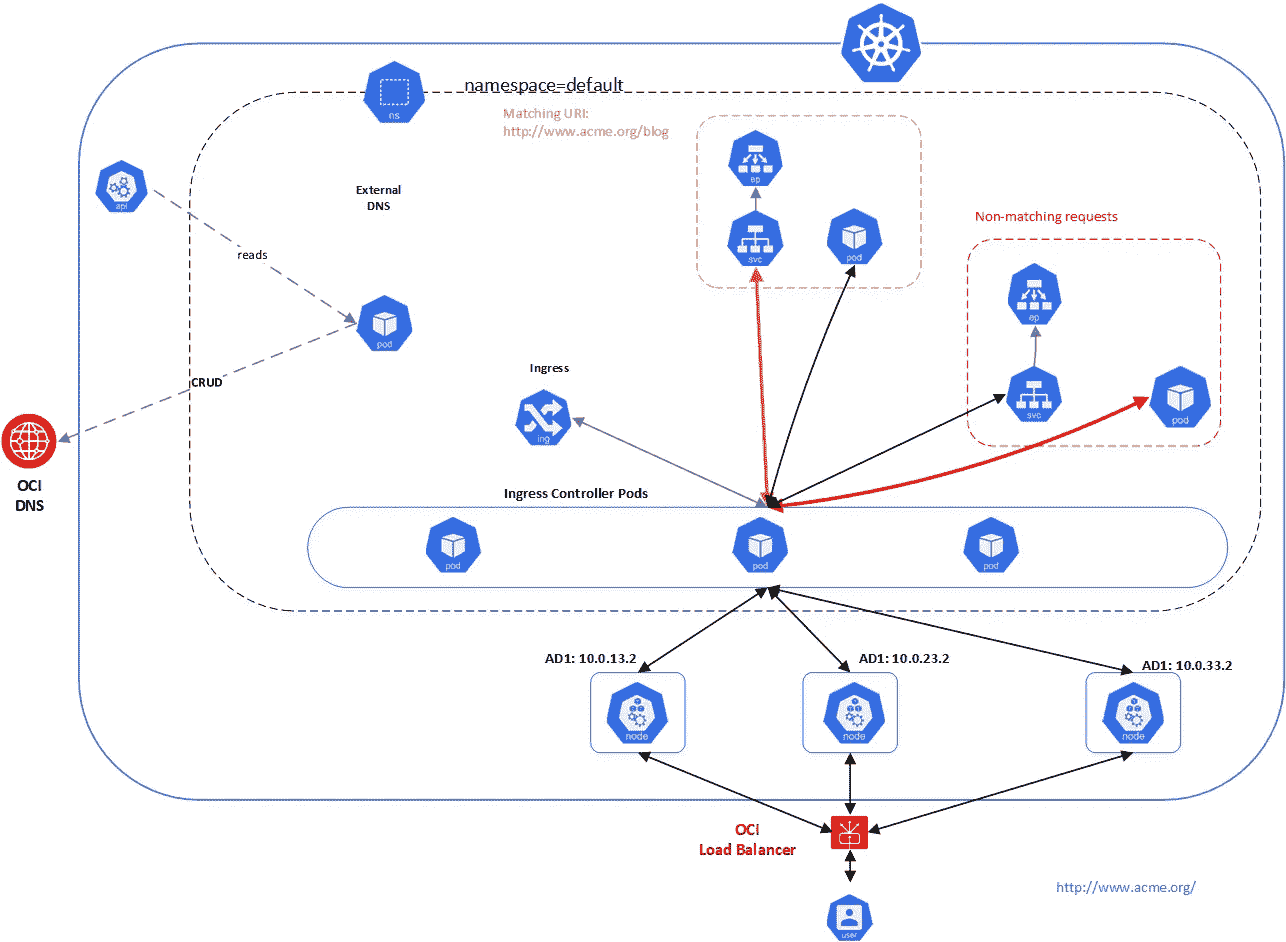 namespace=default
ns
Matching URI:
http://www.acme.org/blog
ep
api
External
DNS
svc
pod
Non-matching requests
reads
ep
pod
CRUD
Ingress
ing
svc
pod
OCI
DNS
Ingress Controller Pods
pod
pod
pod
AD1: 10.0.13.2
AD1: 10.0.23.2
AD1: 10.0.33.2
node
node
node
OCI
Load Balancer
http://www.acme.org/
user